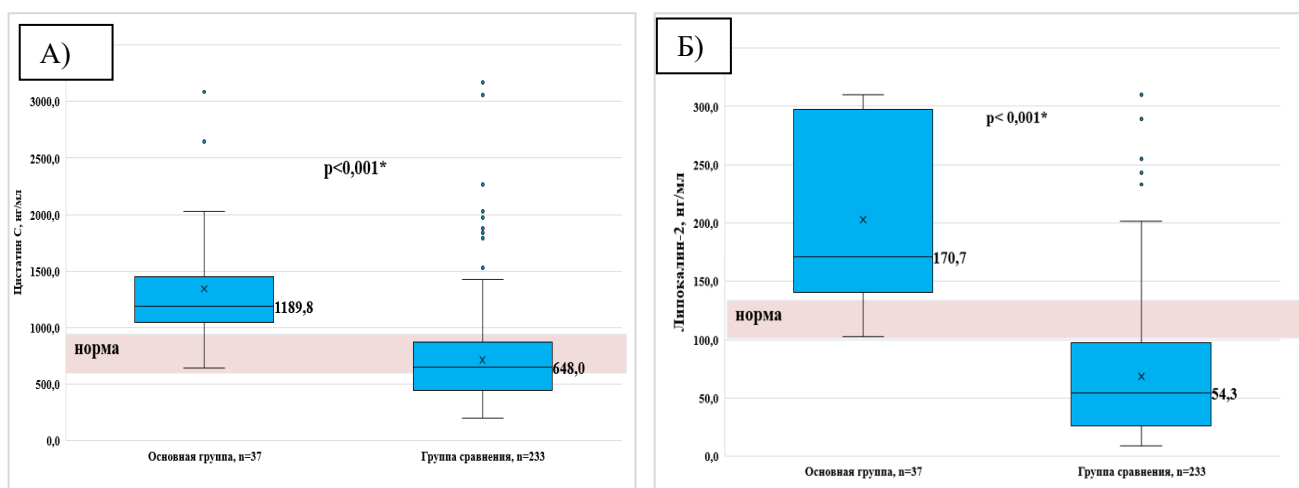 А)
Цистатин С, нг/мл
3000,0
2500,0
2000,0
1500,0
1000,0
500,0
0,0
p<0,001*
норма
1189,8
648,0
Основная группа, n=37
Группа сравнения, n=233
Б)
Липокалин-2, нг/мл
300,0
250,0
200,0
150,0
100,0
50,0
0,0
p< 0,001*
170,7
норма
54,3
Основная группа, n=37
Группа сравнения, n=233